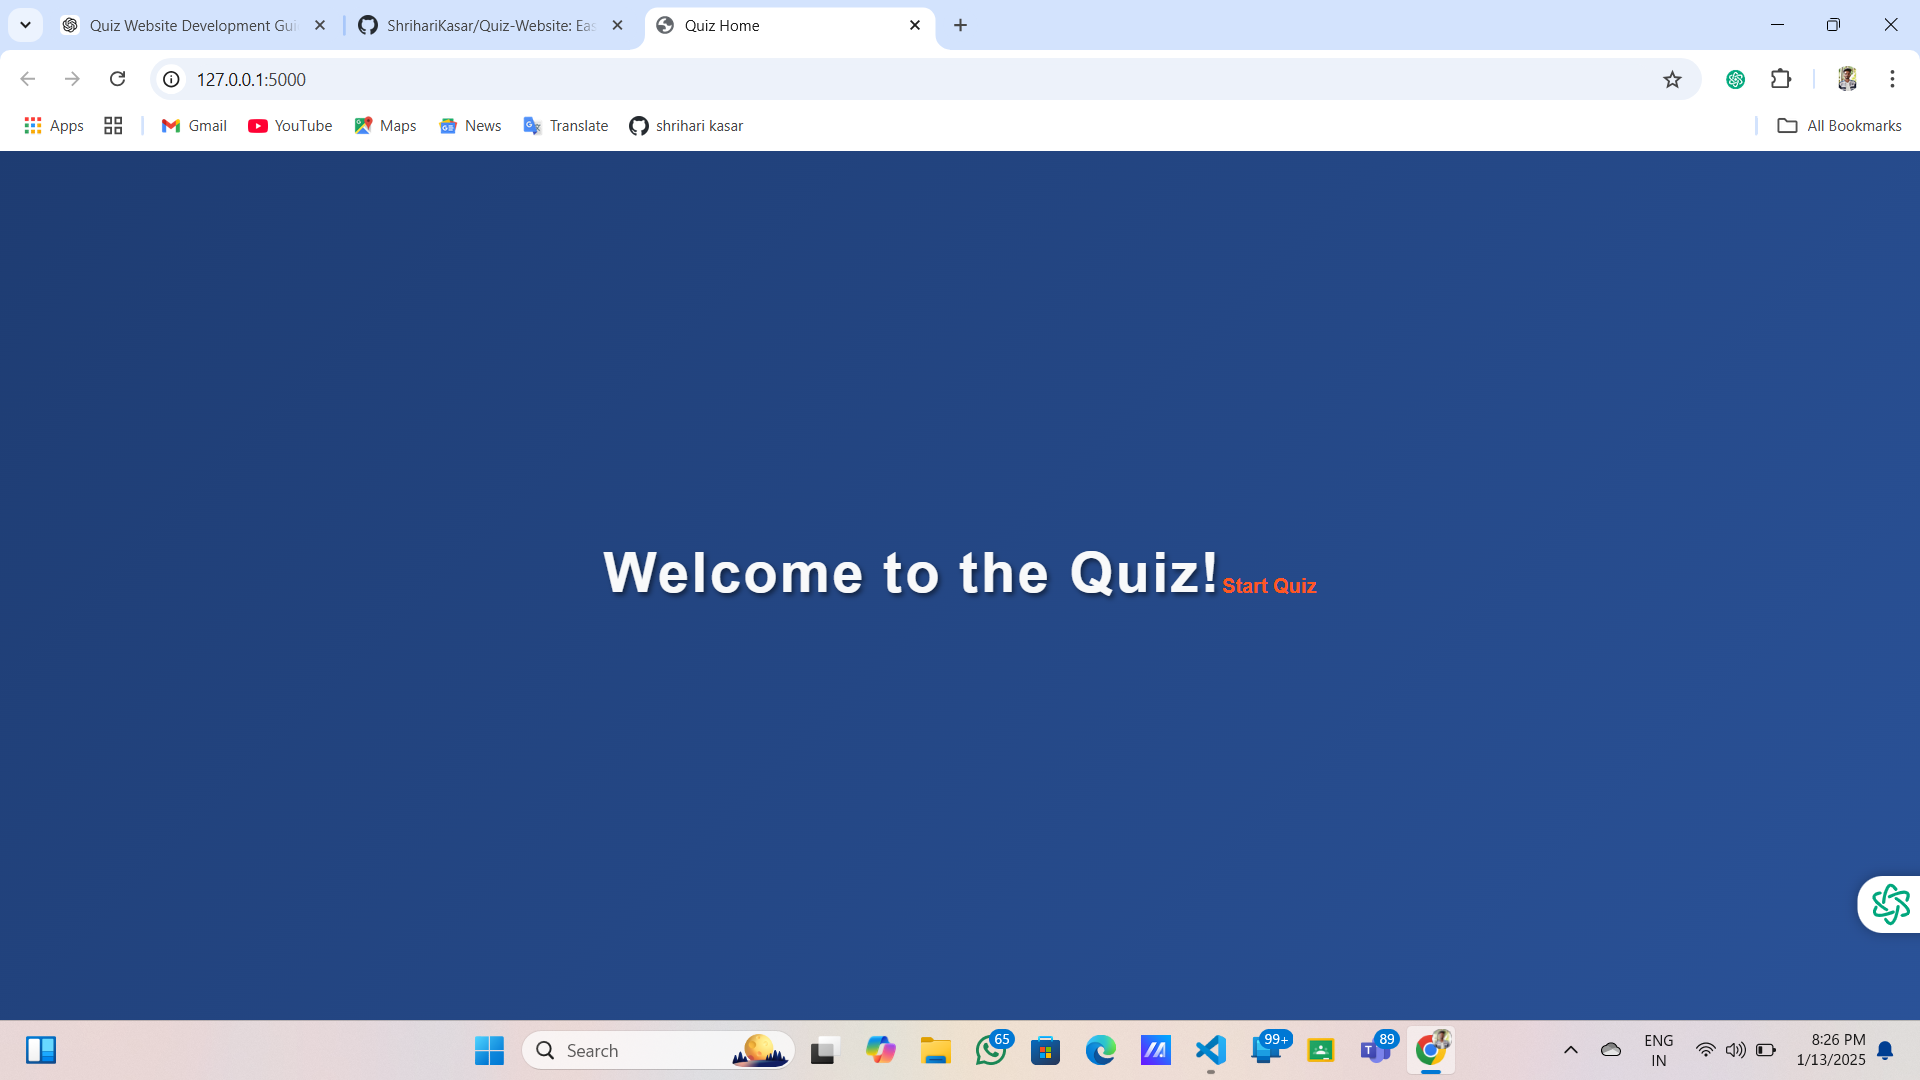 Quiz Website Development Gui
ShrihariKasar/Quiz-Website: Eas
Quiz Home
127.0.0.1:5000
Apps
Gmail
YouTube
Maps
News
Translate
shrihari kasar
All Bookmarks
Welcome to the Quiz! Start Quiz
Search
65
99+
89
ENG
IN
8:26 PM
1/13/2025